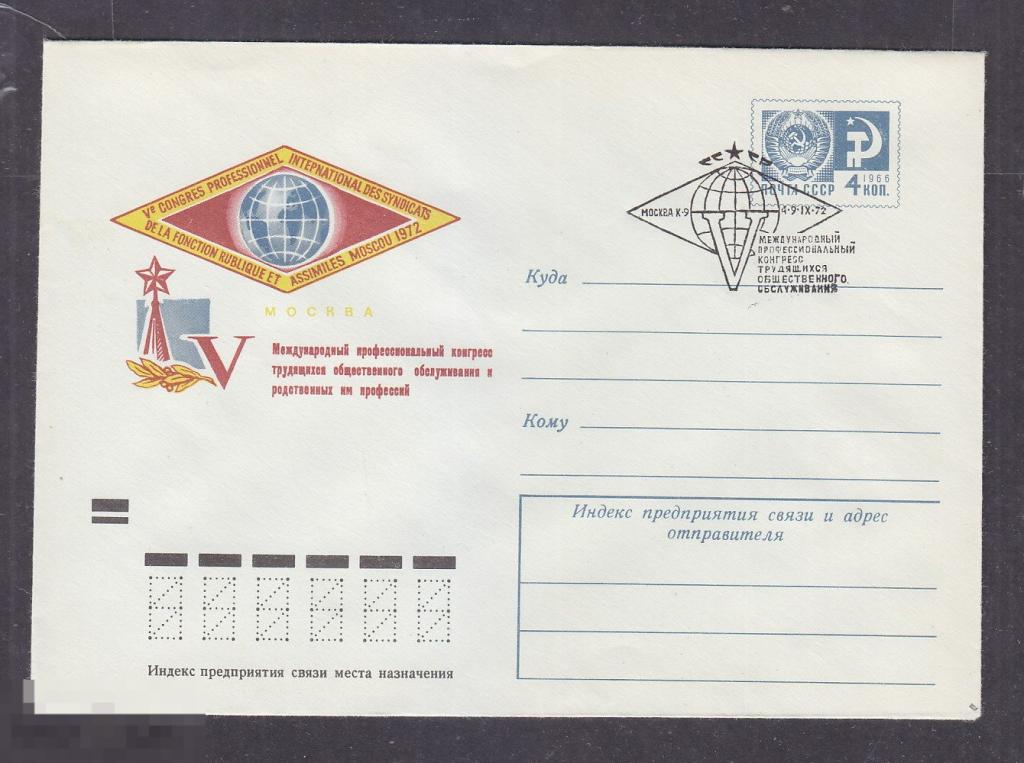 Vᵉ CONGRES PROFESSIONNEL INTERNATIONAL DES SYNDICATS
DE LA FONCTION RUBLIQUE ET ASSIMILES MOSCOU 1972
МОСКВА
V
Международный профессиональный конгресс
трудящихся общественного обслуживания и
родственных им профессий
1966
ПОЧТА СССР 4 КОП.
МОСКВА К-9
4-9·IX·72
V
МЕЖДУНАРОДНЫЙ
ПРОФЕССИОНАЛЬНЫЙ
КОНГРЕСС
ТРУДЯЩИХСЯ
ОБЩЕСТВЕННОГО
ОБСЛУЖИВАНИЯ
Куда
Кому
Индекс предприятия связи и адрес
отправителя
Индекс предприятия связи места назначения